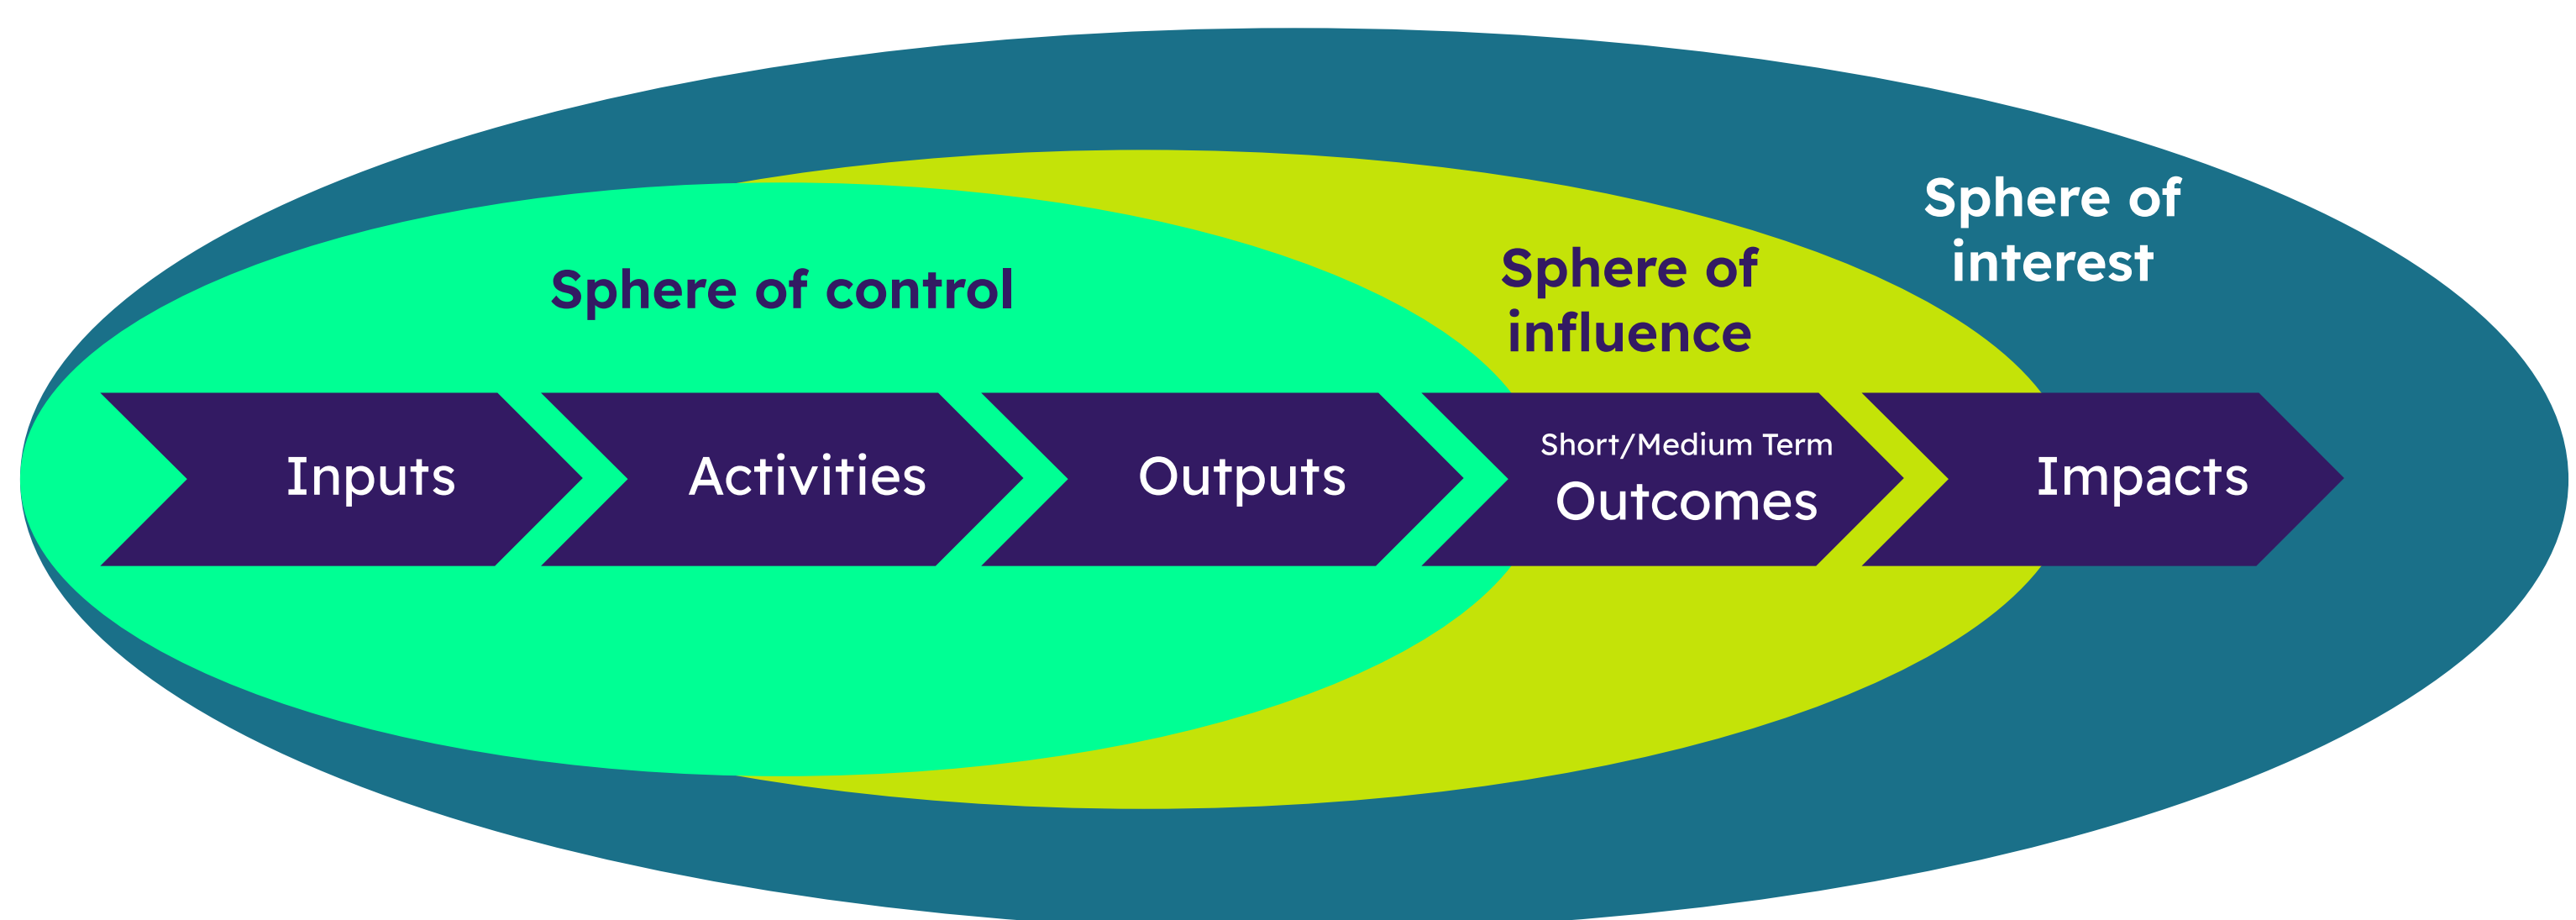 Sphere of
interest
Sphere of
influence
Sphere of control
Inputs
Activities
Outputs
Short/Medium Term
Outcomes
Impacts